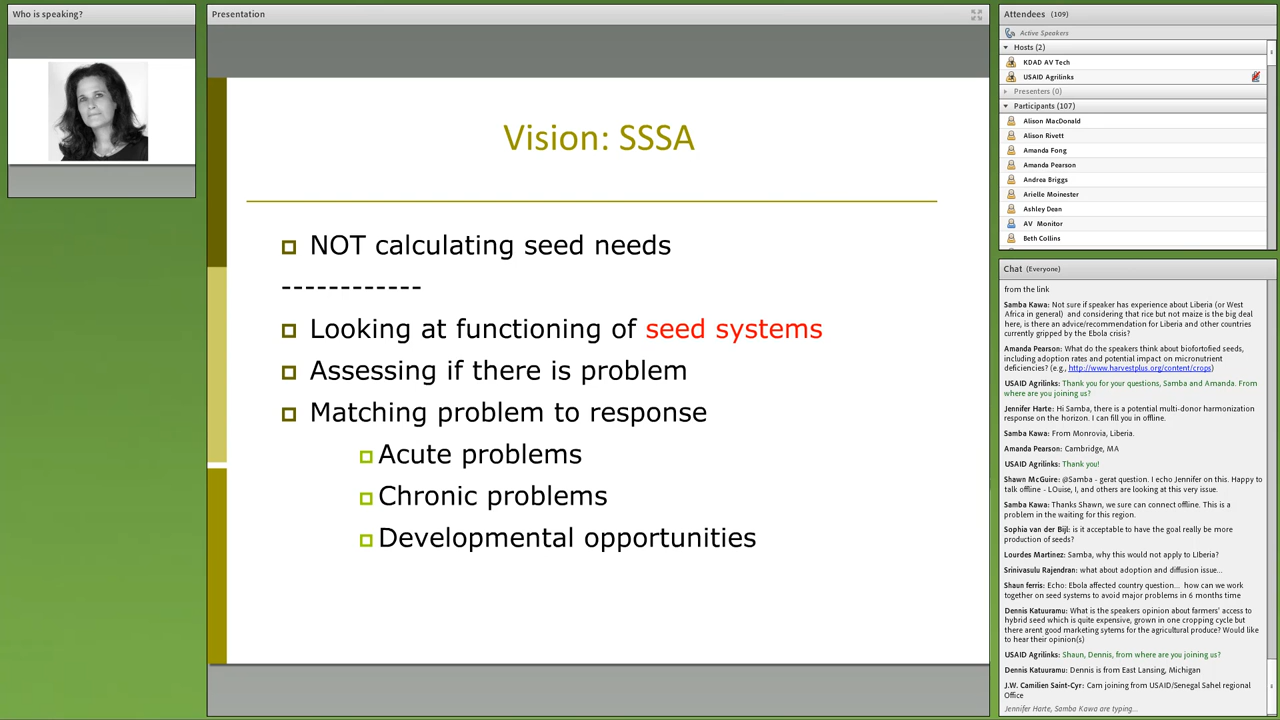 Who is speaking?
Presentation
Vision: SSSA
NOT calculating seed needs
------------
Looking at functioning of seed systems
Assessing if there is problem
Matching problem to response
Acute problems
Chronic problems
Developmental opportunities
Attendees (109)
Active Speakers
Hosts (2)
KDAD AV Tech
USAID Agrilinks
Presenters (0)
Participants (107)
Alison MacDonald
Alison Rivett
Amanda Fong
Amanda Pearson
Andrea Briggs
Arielle Moinester
Ashley Dean
AV Monitor
Beth Collins
Chat (Everyone)
from the link
Samba Kawa: Not sure if speaker has experience about Liberia (or West
Africa in general) and considering that rice but not maize is the big deal
here, is there an advice/recommendation for Liberia and other countries
currently gripped by the Ebola crisis?
Amanda Pearson: What do the speakers think about biofortofied seeds,
including adoption rates and potential impact on micronutrient
deficiencies? (e.g., http://www.harvestplus.org/content/crops)
USAID Agrilinks: Thank you for your questions, Samba and Amanda. From
where are you joining us?
Jennifer Harte: Hi Samba, there is a potential multi-donor harmonization
response on the horizon. I can fill you in offline.
Samba Kawa: From Monrovia, Liberia.
Amanda Pearson: Cambridge, MA
USAID Agrilinks: Thank you!
Shawn McGuire: @Samba - gerat question. I echo Jennifer on this. Happy to
talk offline - LOuise, I, and others are looking at this very issue.
Samba Kawa: Thanks Shawn, we sure can connect offline. This is a
problem in the waiting for this region.
Sophia van der Bijl: is it acceptable to have the goal really be more
production of seeds?
Lourdes Martinez: Samba, why this would not apply to LIberia?
Srinivasulu Rajendran: what about adoption and diffusion issue...
Shaun ferris: Echo: Ebola affected country question... how can we work
together on seed systems to avoid major problems in 6 months time
Dennis Katuuramu: What is the speakers opinion about farmers' access to
hybrid seed which is quite expensive, grown in one cropping cycle but
there arent good marketing sytems for the agricultural produce? Would like
to hear their opinion(s)
USAID Agrilinks: Shaun, Dennis, from where are you joining us?
Dennis Katuuramu: Dennis is from East Lansing, Michigan
J.W. Camilien Saint-Cyr: Cam joining from USAID/Senegal Sahel regional
Office
Jennifer Harte, Samba Kawa are typing...